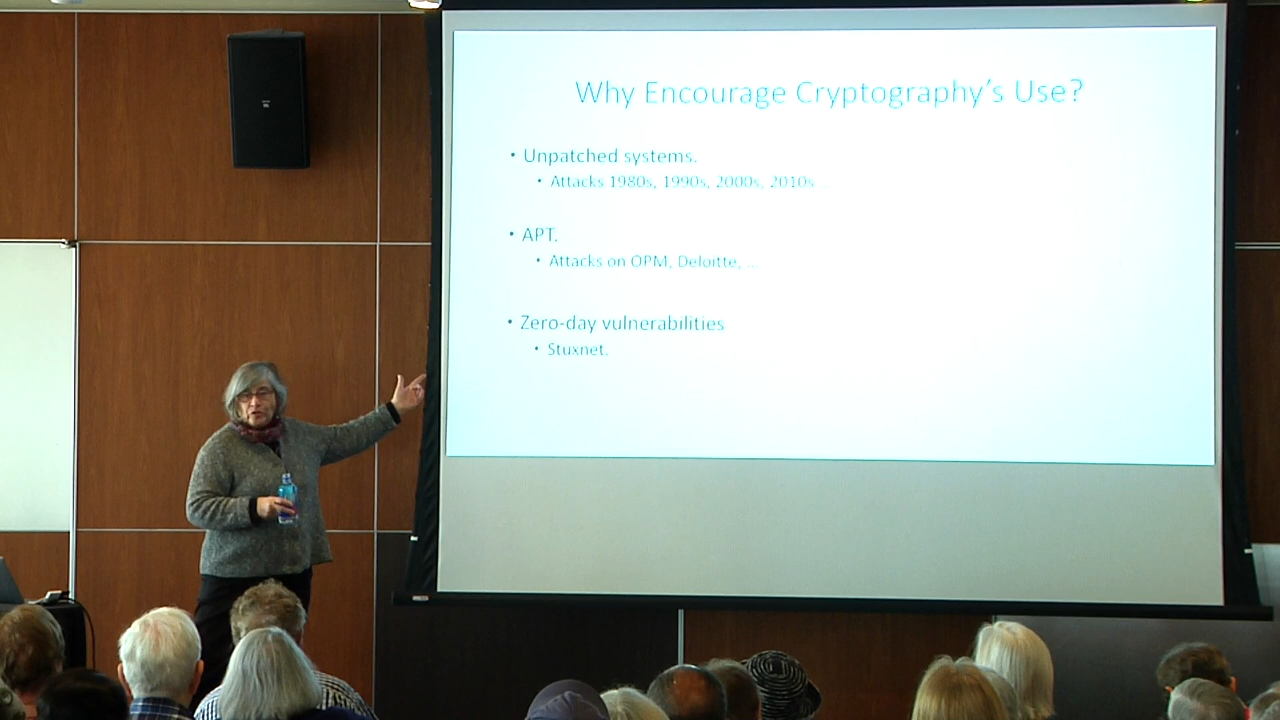 Why Encourage Cryptography's Use?
• Unpatched systems.
• Attacks 1980s, 1990s, 2000s, 2010s...
• APT.
• Attacks on OPM, Deloitte, ...
• Zero-day vulnerabilities
• Stuxnet.